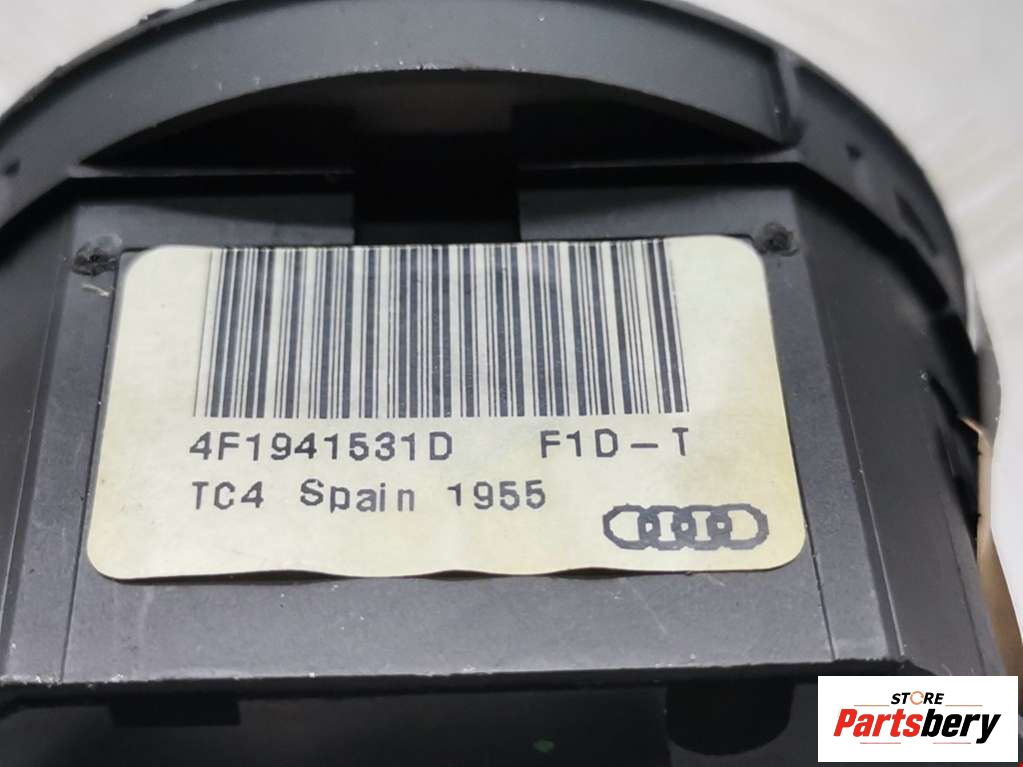 4F1941531D F1D-T
TC4 Spain 1955
STORE
Partsbery